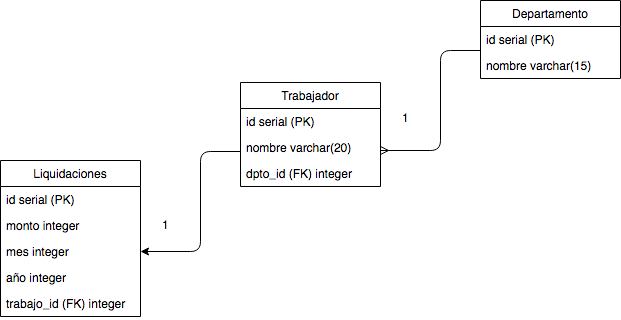 Departamento
id serial (PK)
nombre varchar(15)
Trabajador
id serial (PK)
nombre varchar(20)
dpto_id (FK) integer
1
Liquidaciones
id serial (PK)
monto integer
mes integer
año integer
trabajo_id (FK) integer
1